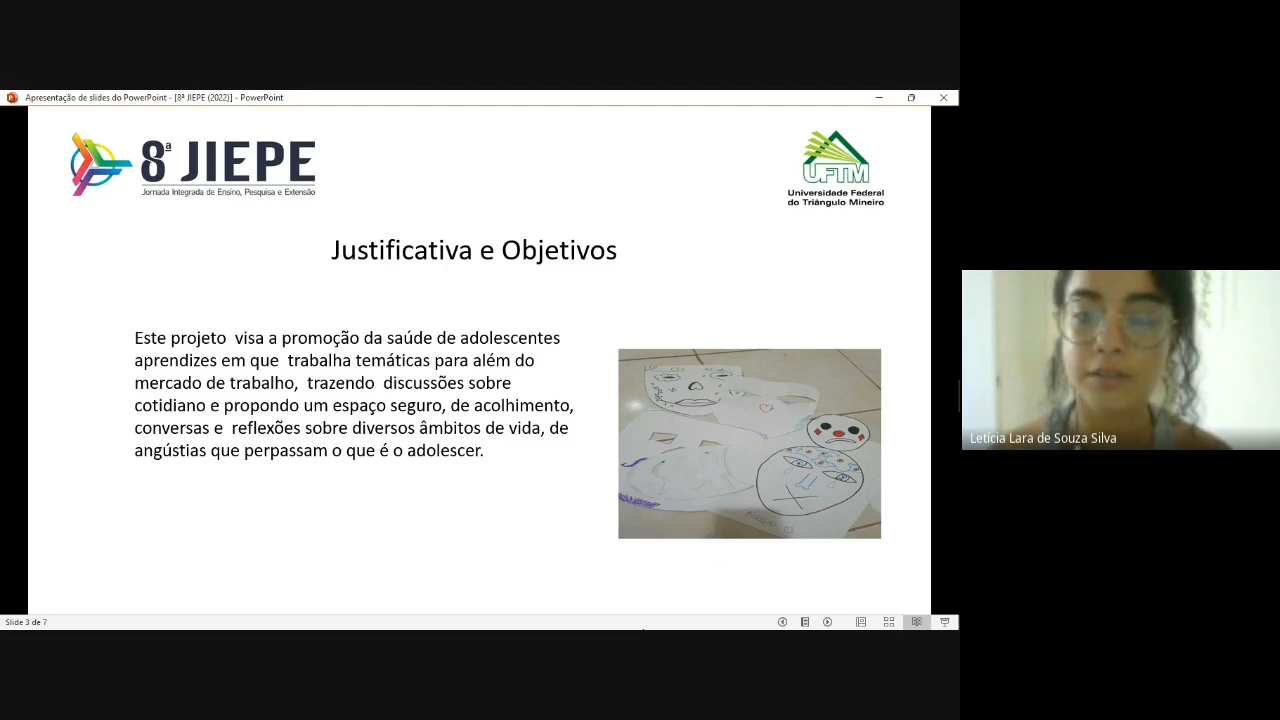 Apresentação de slides do PowerPoint - [8ª JIEPE (2022)] - PowerPoint
8ª JIEPE
Jornada Integrada de Ensino, Pesquisa e Extensão
UFTM
Universidade Federal
do Triângulo Mineiro
Justificativa e Objetivos
Este projeto visa a promoção da saúde de adolescentes
aprendizes em que trabalha temáticas para além do
mercado de trabalho, trazendo discussões sobre
cotidiano e propondo um espaço seguro, de acolhimento,
conversas e reflexões sobre diversos âmbitos de vida, de
angústias que perpassam o que é o adolescer.
Letícia Lara de Souza Silva
Slide 3 de 7